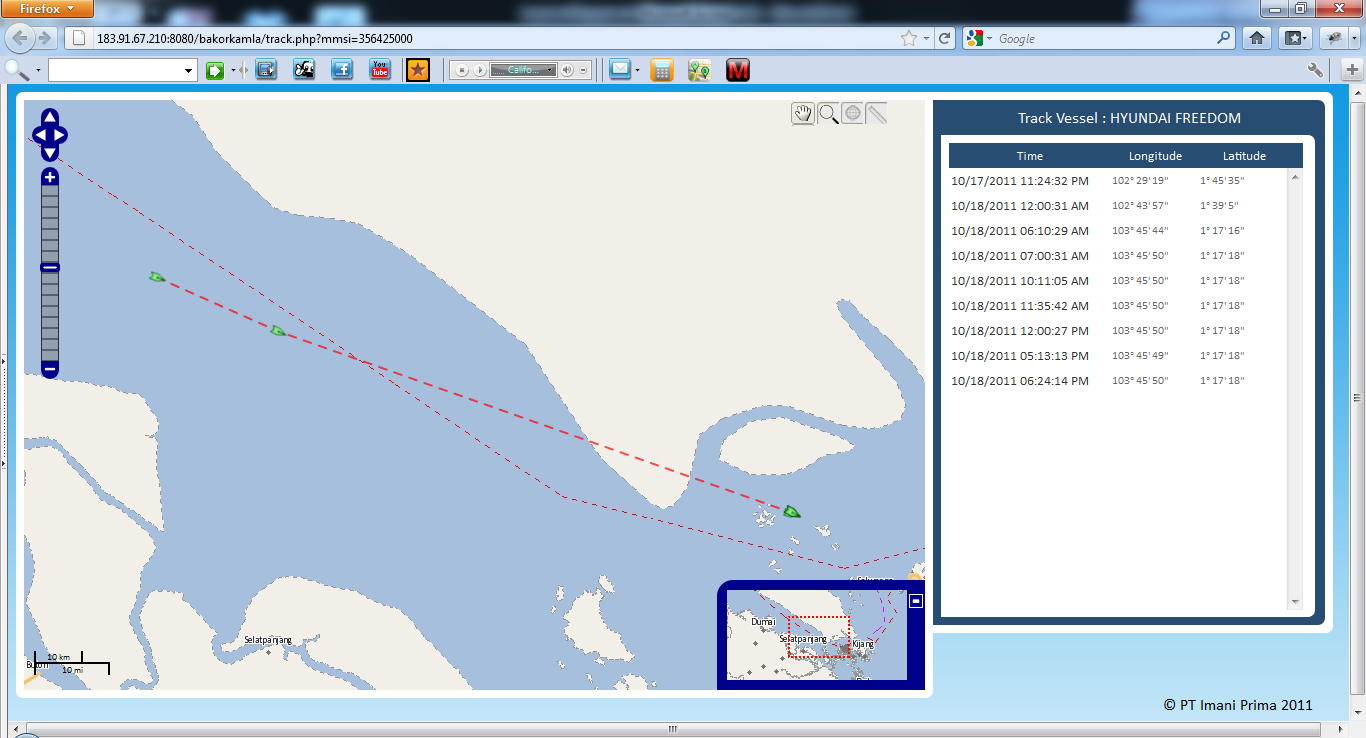 Firefox
183.91.67.210:8080/bakorkamla/track.php?mmsi=356425000
Google
You
Tube
Califo...
M
Track Vessel : HYUNDAI FREEDOM
Time Longitude Latitude
10/17/2011 11:24:32 PM 102° 29' 19" 1° 45' 35"
10/18/2011 12:00:31 AM 102° 43' 57" 1° 39' 5"
10/18/2011 06:10:29 AM 103° 45' 44" 1° 17' 16"
10/18/2011 07:00:31 AM 103° 45' 50" 1° 17' 18"
10/18/2011 10:11:05 AM 103° 45' 50" 1° 17' 18"
10/18/2011 11:35:42 AM 103° 45' 50" 1° 17' 18"
10/18/2011 12:00:27 PM 103° 45' 50" 1° 17' 18"
10/18/2011 05:13:13 PM 103° 45' 49" 1° 17' 18"
10/18/2011 06:24:14 PM 103° 45' 50" 1° 17' 18"
Selatpanjang
10 km
10 mi
Dumai
Selatpanjang
Kijang
© PT Imani Prima 2011